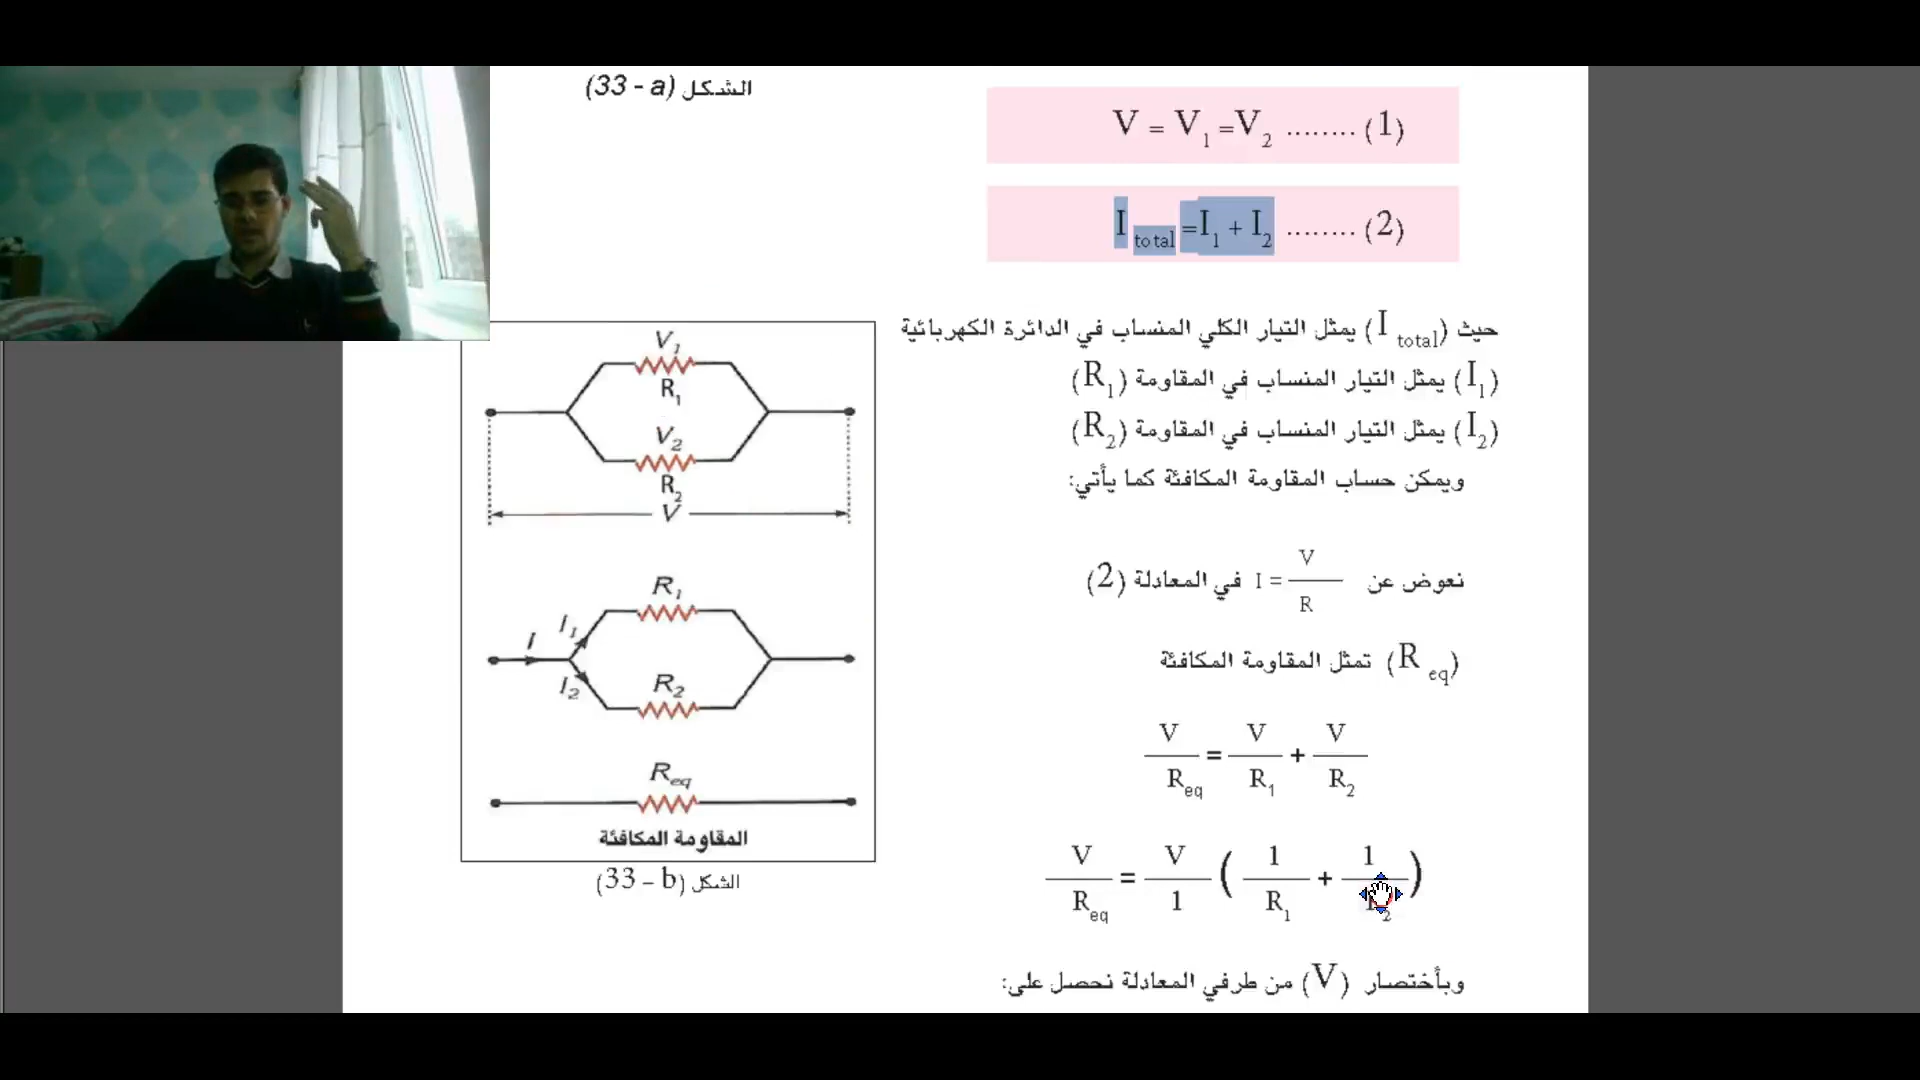 الشكل (33 - a)
V = V1 =V2 ........ (1)
I total =I1 + I2 ........ (2)
حيث (I total) يمثل التيار الكلي المنساب في الدائرة الكهربائية
(I1) يمثل التيار المنساب في المقاومة (R1)
(I2) يمثل التيار المنساب في المقاومة (R2)
ويمكن حساب المقاومة المكافئة كما يأتي:
نعوض عن I = V / R في المعادلة (2)
(R eq) تمثل المقاومة المكافئة
V / Req = V / R1 + V / R2
V / Req = V / 1 ( 1 / R1 + 1 / 2 )
وبأختصار (V) من طرفي المعادلة نحصل على:
V1
R1
V2
R2
V
R1
I I1
I2
R2
Req
المقاومة المكافئة
الشكل (33 – b)